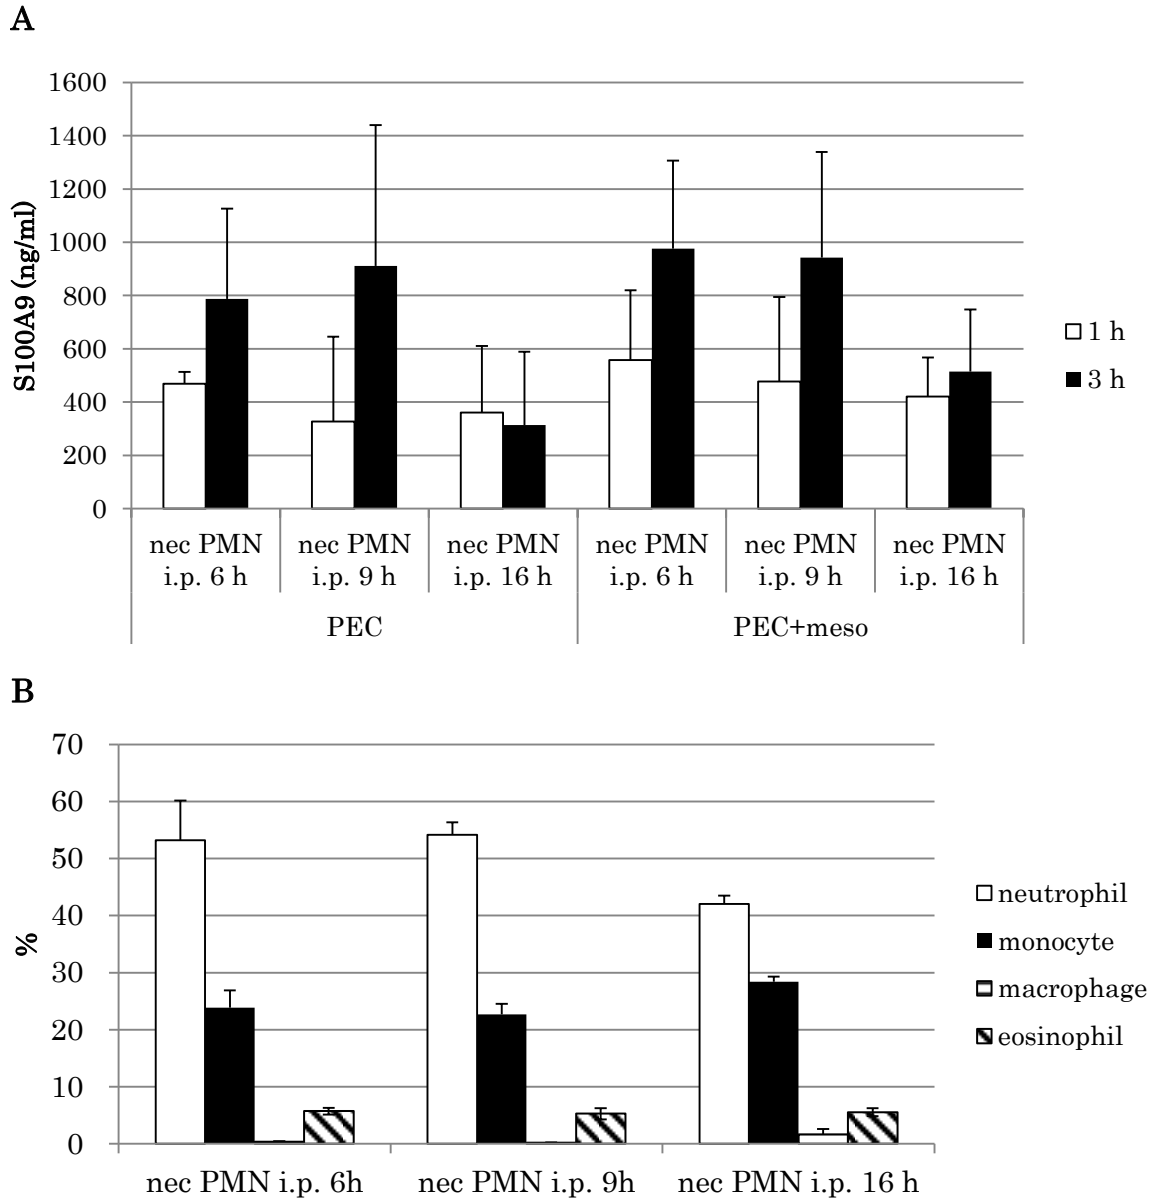 A
1600
1400
1200
1000
800
600
400
200
0
S100A9 (ng/ml)
1 h
3 h
nec PMN i.p. 6 h
nec PMN i.p. 9 h
nec PMN i.p. 16 h
nec PMN i.p. 6 h
nec PMN i.p. 9 h
nec PMN i.p. 16 h
PEC
PEC+meso
B
70
60
50
40
30
20
10
0
%
neutrophil
monocyte
macrophage
eosinophil
nec PMN i.p. 6h
nec PMN i.p. 9h
nec PMN i.p. 16 h